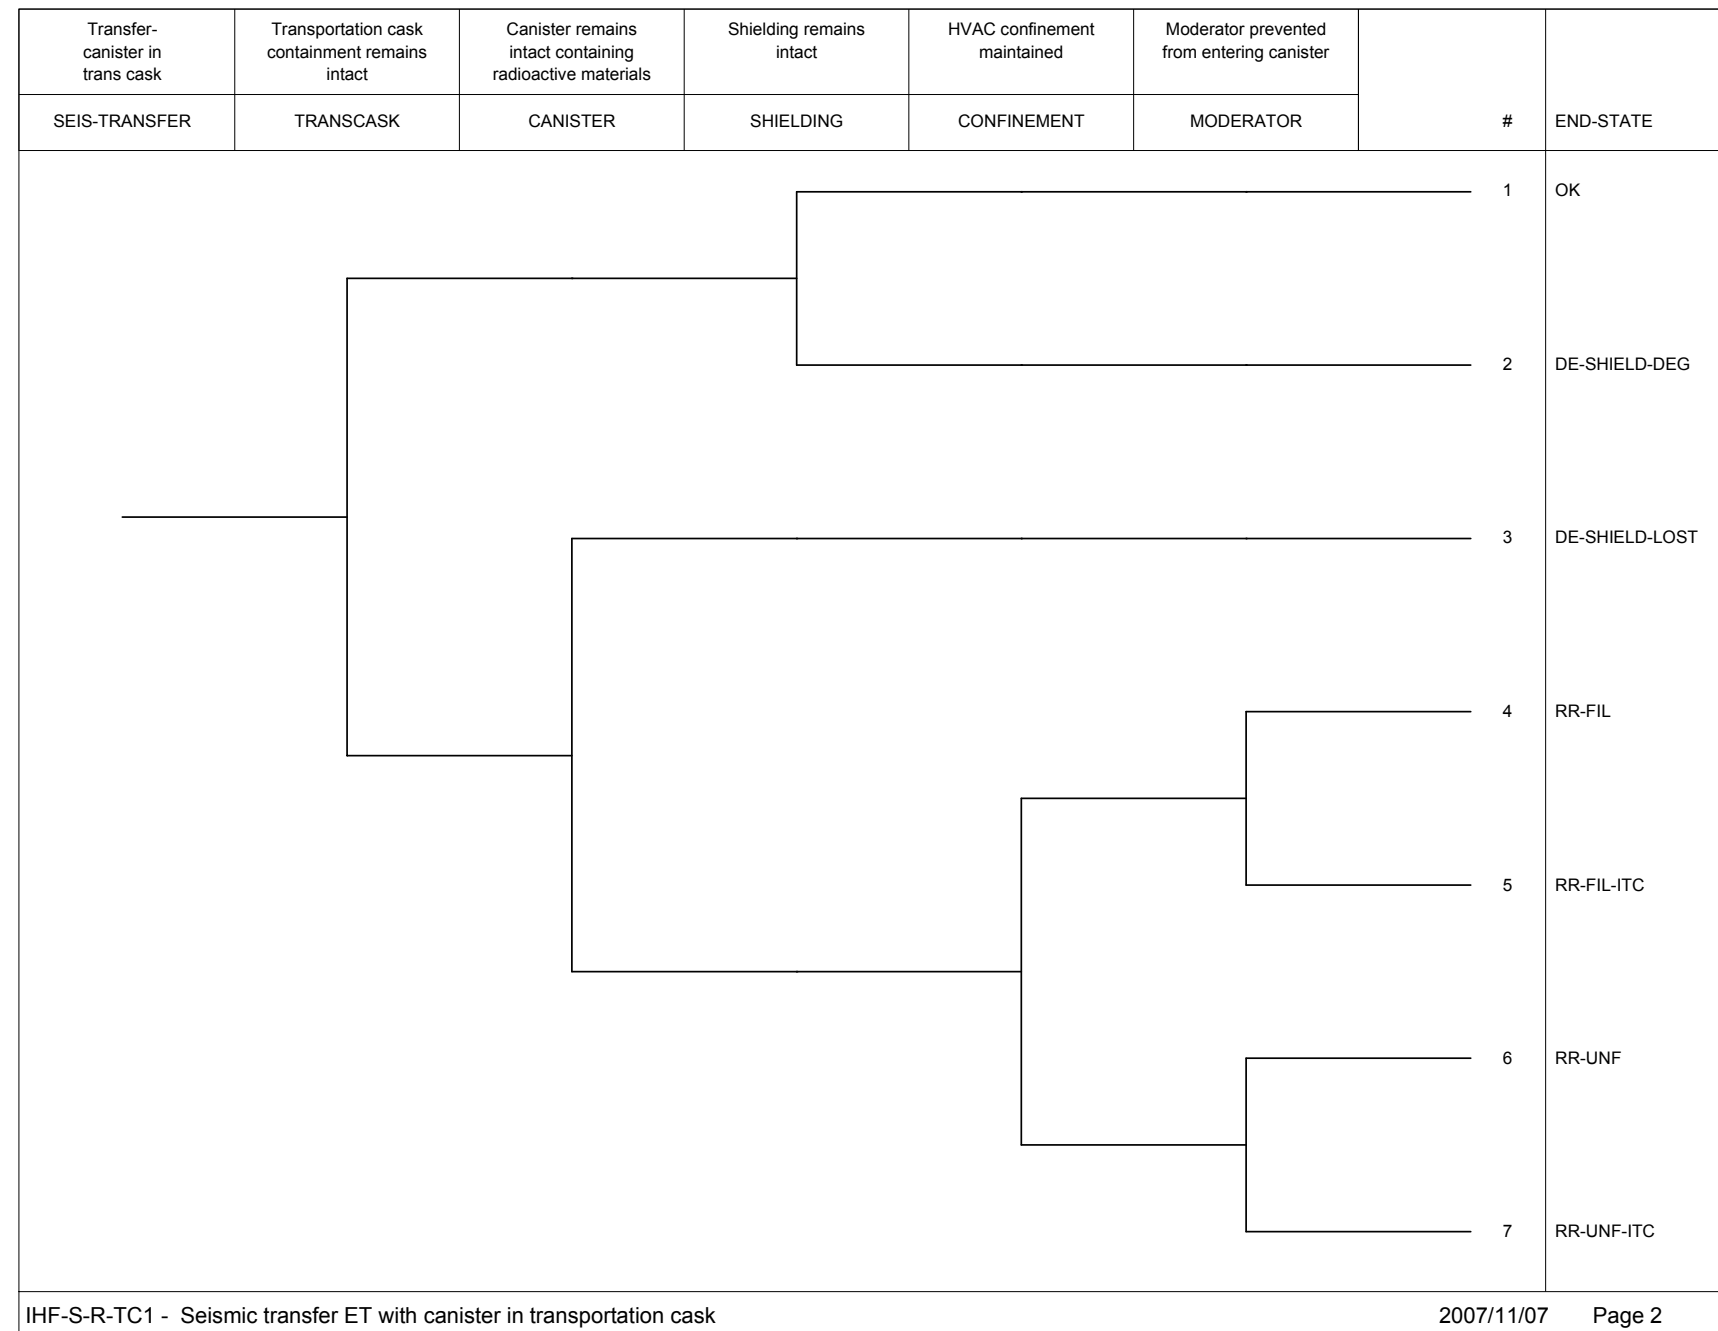 Transfer-
canister in
trans cask
Transportation cask
containment remains
intact
Canister remains
intact containing
radioactive materials
Shielding remains
intact
HVAC confinement
maintained
Moderator prevented
from entering canister
SEIS-TRANSFER
TRANSCASK
CANISTER
SHIELDING
CONFINEMENT
MODERATOR
#
END-STATE
1 OK
2 DE-SHIELD-DEG
3 DE-SHIELD-LOST
4 RR-FIL
5 RR-FIL-ITC
6 RR-UNF
7 RR-UNF-ITC
IHF-S-R-TC1 - Seismic transfer ET with canister in transportation cask
2007/11/07 Page 2